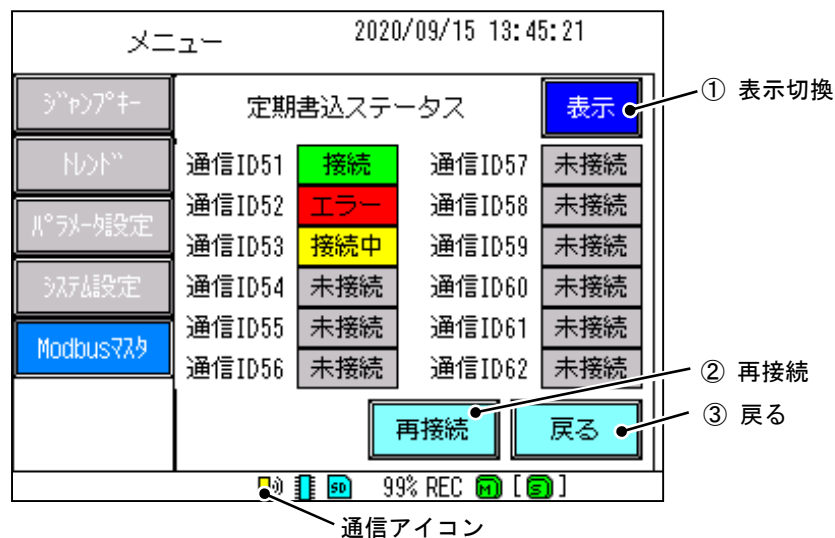 メニュー
2020/09/15 13:45:21
ジャンプキー
トレンド
パラメータ設定
システム設定
Modbusマスタ
定期書込ステータス
表示
① 表示切換
通信ID51 接続 通信ID57 未接続
通信ID52 エラー 通信ID58 未接続
通信ID53 接続中 通信ID59 未接続
通信ID54 未接続 通信ID60 未接続
通信ID55 未接続 通信ID61 未接続
通信ID56 未接続 通信ID62 未接続
再接続
戻る
② 再接続
③ 戻る
SD 99% REC M [S]
通信アイコン